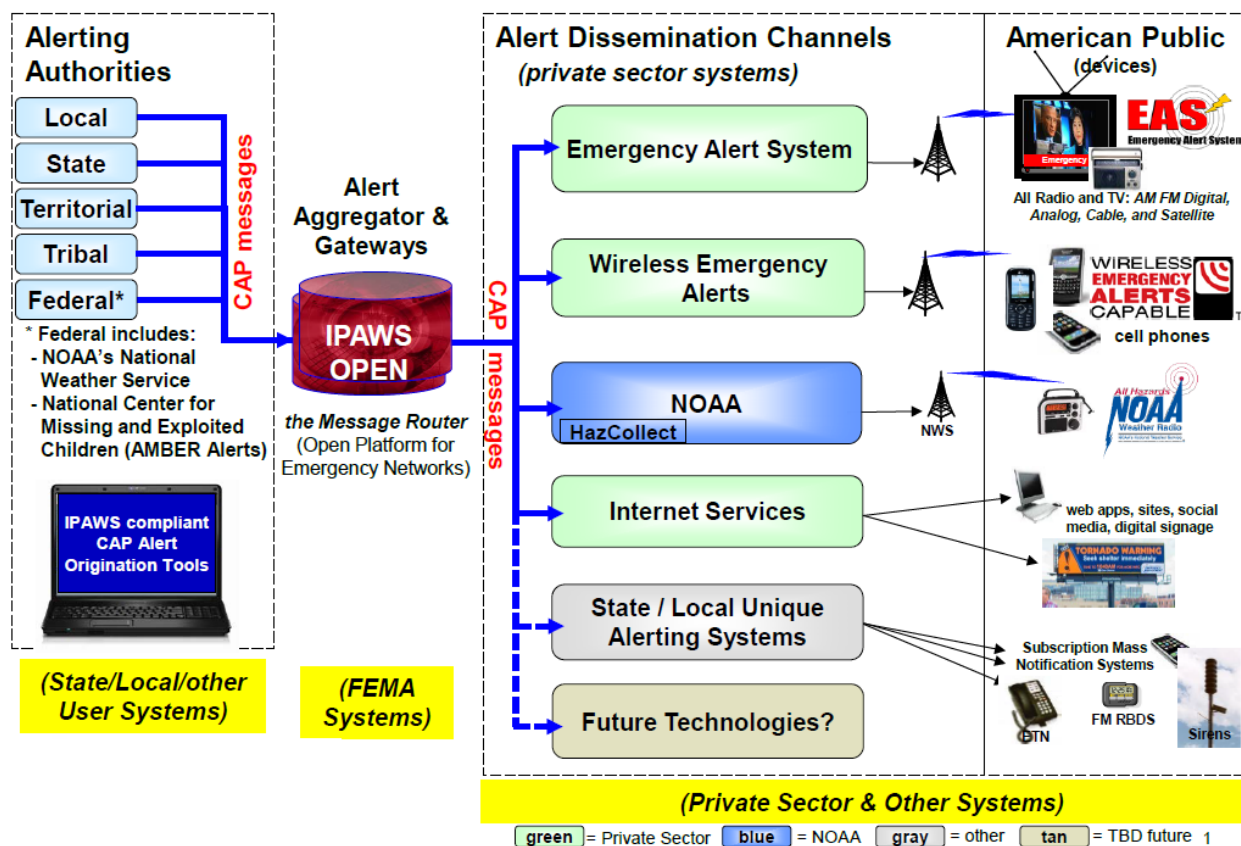 Alerting
Authorities
Local
State
Territorial
Tribal
Federal*
* Federal includes:
- NOAA's National
Weather Service
- National Center for
Missing and Exploited
Children (AMBER Alerts)
IPAWS compliant
CAP Alert
Origination Tools
(State/Local/other
User Systems)
CAP messages
Alert
Aggregator &
Gateways
IPAWS
OPEN
the Message Router
(Open Platform for
Emergency Networks)
(FEMA
Systems)
CAP messages
Alert Dissemination Channels
(private sector systems)
Emergency Alert System
Wireless Emergency
Alerts
NOAA
HazCollect
NWS
Internet Services
State / Local Unique
Alerting Systems
Future Technologies?
American Public
(devices)
Emergency
EAS
Emergency Alert System
All Radio and TV: AM FM Digital,
Analog, Cable, and Satellite
WIRELESS
EMERGENCY
ALERTS
CAPABLE
T
cell phones
All Hazards
NOAA
Weather Radio
web apps, sites, social
media, digital signage
TORNADO WARNING
Seek shelter immediately
Subscription Mass
Notification Systems
ETN
FM RBDS
Sirens
(Private Sector & Other Systems)
green = Private Sector blue = NOAA gray = other tan = TBD future 1